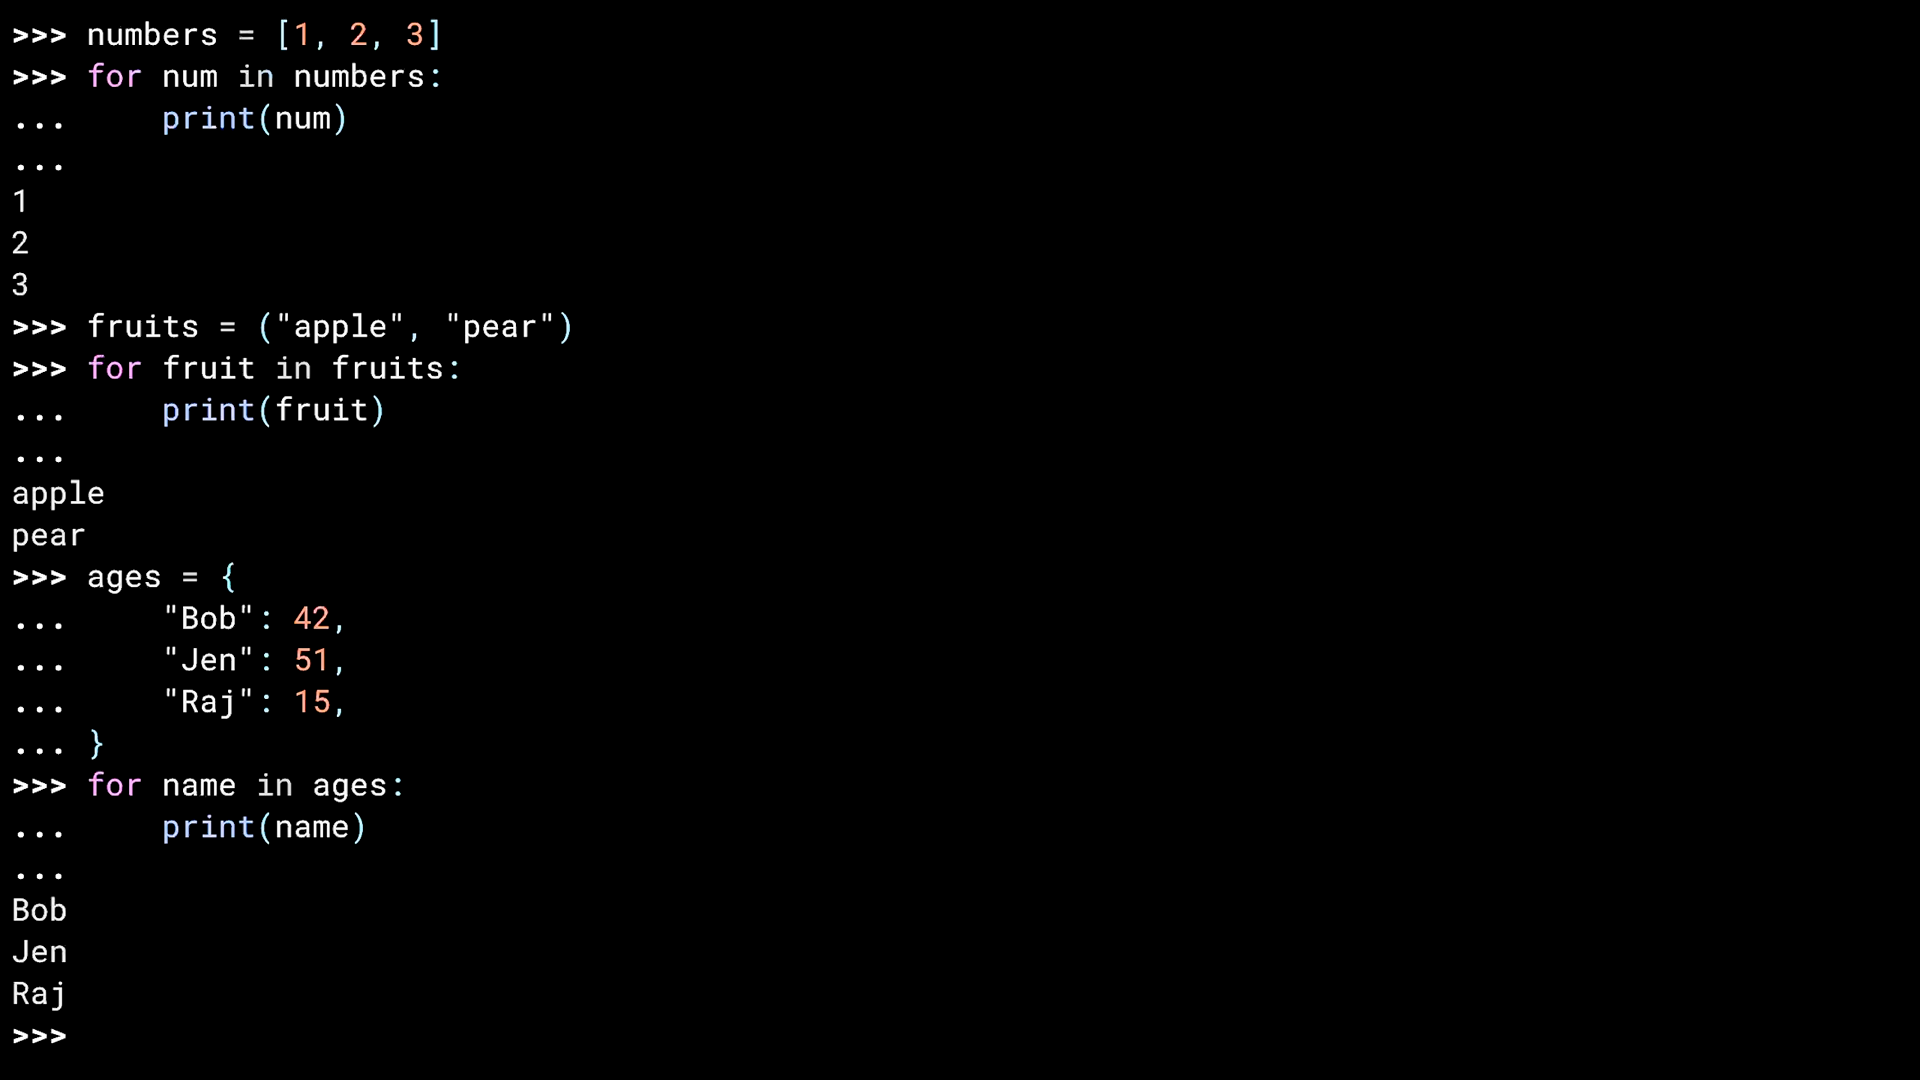 >>> numbers = [1, 2, 3]
>>> for num in numbers:
...     print(num)
...
1
2
3
>>> fruits = ("apple", "pear")
>>> for fruit in fruits:
...     print(fruit)
...
apple
pear
>>> ages = {
...     "Bob": 42,
...     "Jen": 51,
...     "Raj": 15,
... }
>>> for name in ages:
...     print(name)
...
Bob
Jen
Raj
>>>